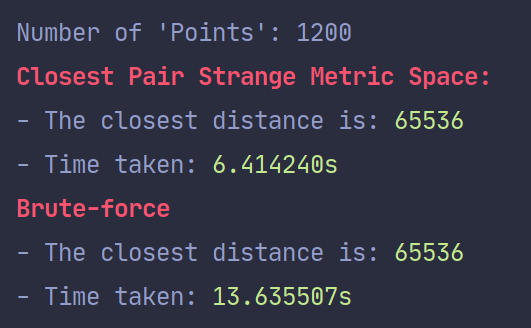 Number of 'Points': 1200
Closest Pair Strange Metric Space:
- The closest distance is: 65536
- Time taken: 6.414240s
Brute-force
- The closest distance is: 65536
- Time taken: 13.635507s